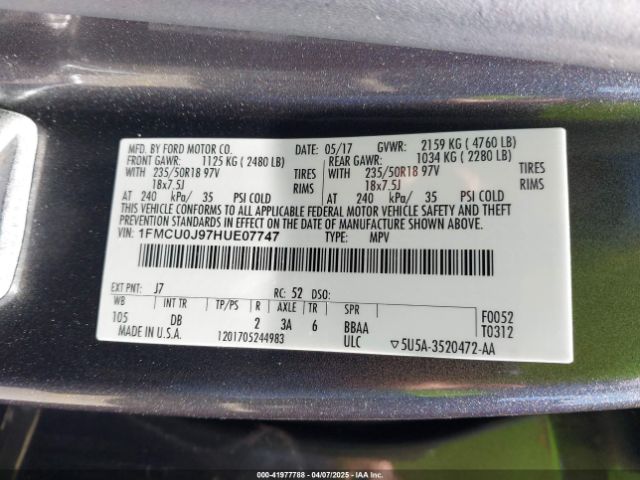 MFD. BY FORD MOTOR CO. DATE: 05/17 GVWR: 2159 KG ( 4760 LB)
FRONT GAWR: 1125 KG ( 2480 LB) REAR GAWR: 1034 KG ( 2280 LB)
WITH 235/50R18 97V TIRES WITH 235/50R18 97V TIRES
18x7.5J RIMS 18x7.5J RIMS
AT 240 kPa/ 35 PSI COLD AT 240 kPa/ 35 PSI COLD
THIS VEHICLE CONFORMS TO ALL APPLICABLE FEDERAL MOTOR VEHICLE SAFETY AND THEFT
PREVENTION STANDARDS IN EFFECT ON THE DATE OF MANUFACTURE SHOWN ABOVE.
VIN: 1FMCU0J97HUE07747 TYPE: MPV
EXT PNT: J7 RC: 52 DSO:
WB INT TR TP/PS R AXLE TR SPR F0052
105 DB 2 3A 6 BBAA T0312
MADE IN U.S.A. 1201705244983 ULC ▽5U5A-3520472-AA
000-41977788 - 04/07/2025 - IAAI.COM